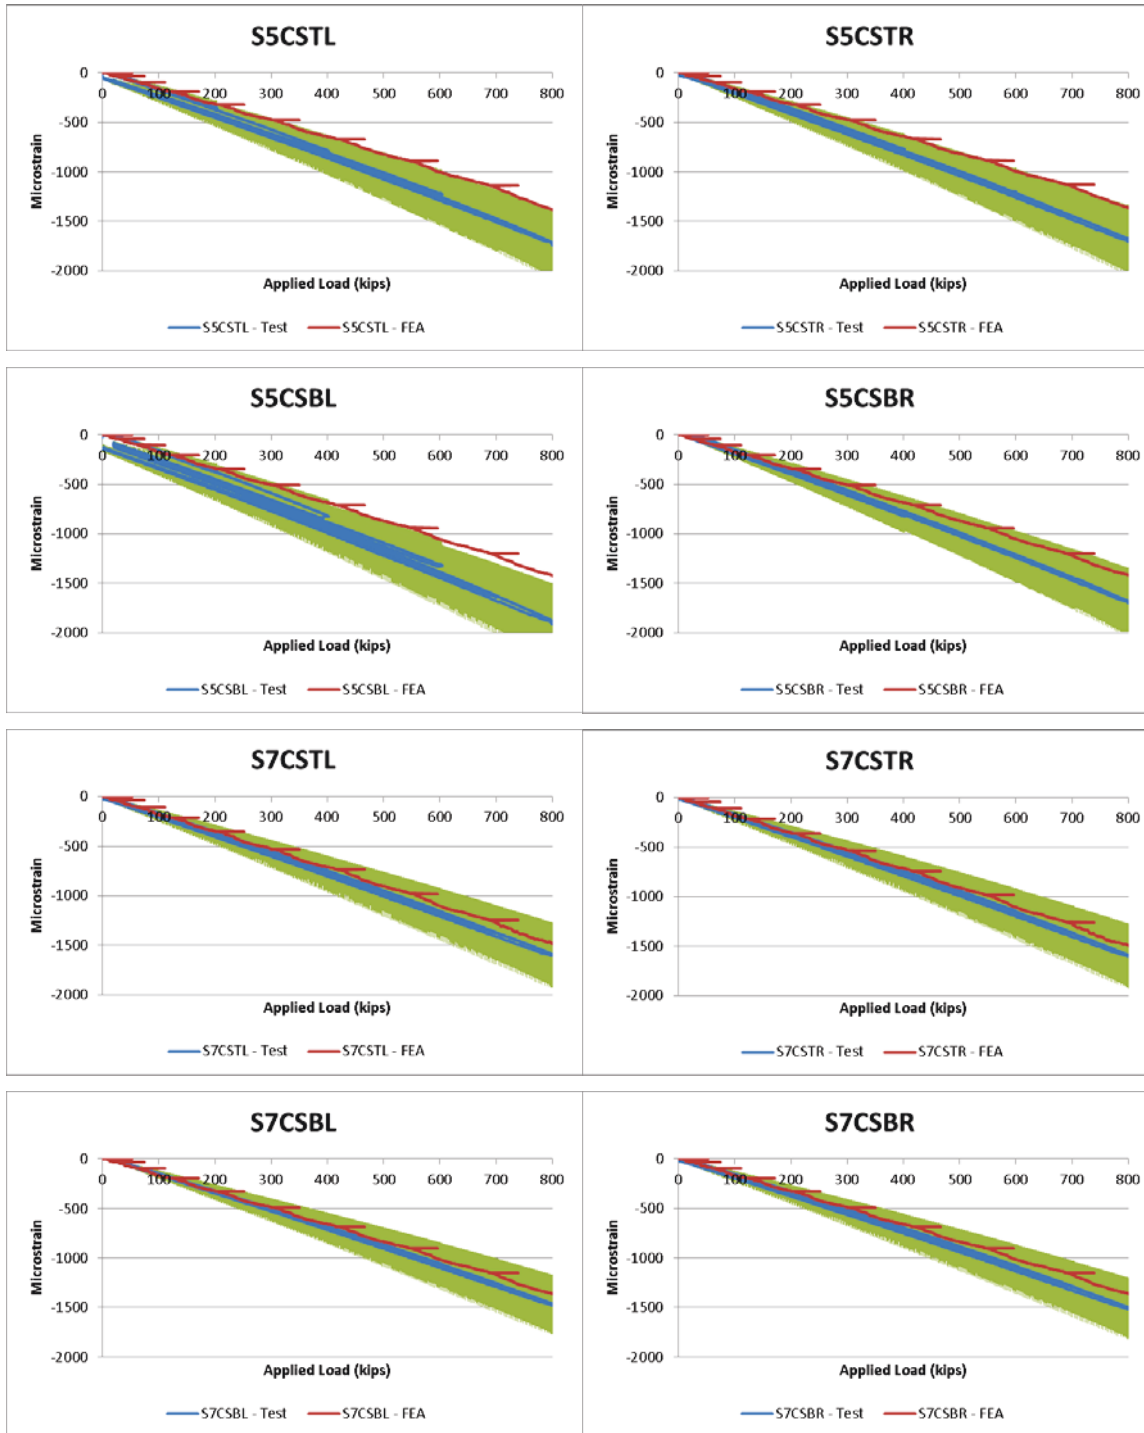 S5CSTL
0
0 100 200 300 400 500 600 700 800
-500
-1000
-1500
-2000
Microstrain
Applied Load (kips)
S5CSTL - Test S5CSTL - FEA
S5CSTR
0
0 100 200 300 400 500 600 700 800
-500
-1000
-1500
-2000
Microstrain
Applied Load (kips)
S5CSTR - Test S5CSTR - FEA
S5CSBL
0
0 100 200 300 400 500 600 700 800
-500
-1000
-1500
-2000
Microstrain
Applied Load (kips)
S5CSBL - Test S5CSBL - FEA
S5CSBR
0
0 100 200 300 400 500 600 700 800
-500
-1000
-1500
-2000
Microstrain
Applied Load (kips)
S5CSBR - Test S5CSBR - FEA
S7CSTL
0
0 100 200 300 400 500 600 700 800
-500
-1000
-1500
-2000
Microstrain
Applied Load (kips)
S7CSTL - Test S7CSTL - FEA
S7CSTR
0
0 100 200 300 400 500 600 700 800
-500
-1000
-1500
-2000
Microstrain
Applied Load (kips)
S7CSTR - Test S7CSTR - FEA
S7CSBL
0
0 100 200 300 400 500 600 700 800
-500
-1000
-1500
-2000
Microstrain
Applied Load (kips)
S7CSBL - Test S7CSBL - FEA
S7CSBR
0
0 100 200 300 400 500 600 700 800
-500
-1000
-1500
-2000
Microstrain
Applied Load (kips)
S7CSBR - Test S7CSBR - FEA